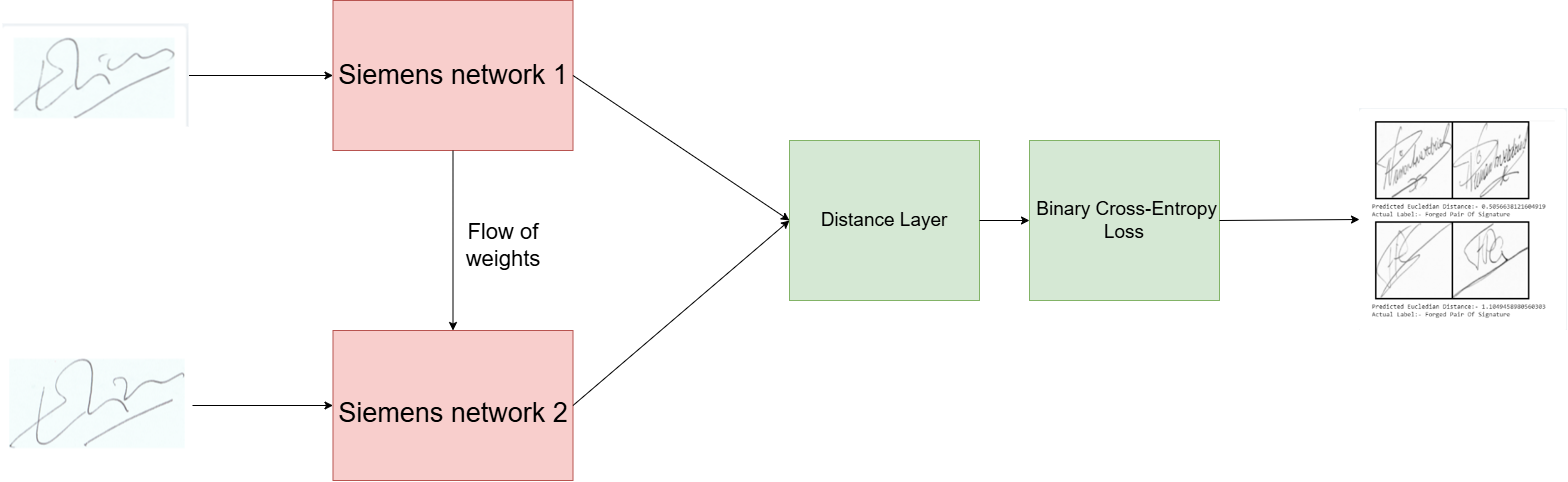 Siemens network 1
Flow of
weights
Siemens network 2
Distance Layer
Binary Cross-Entropy
Loss
Predicted Eucledian Distance:- 0.5056638121604919
Actual Label:- Forged Pair Of Signature
Predicted Eucledian Distance:- 1.1049458980560303
Actual Label:- Forged Pair Of Signature